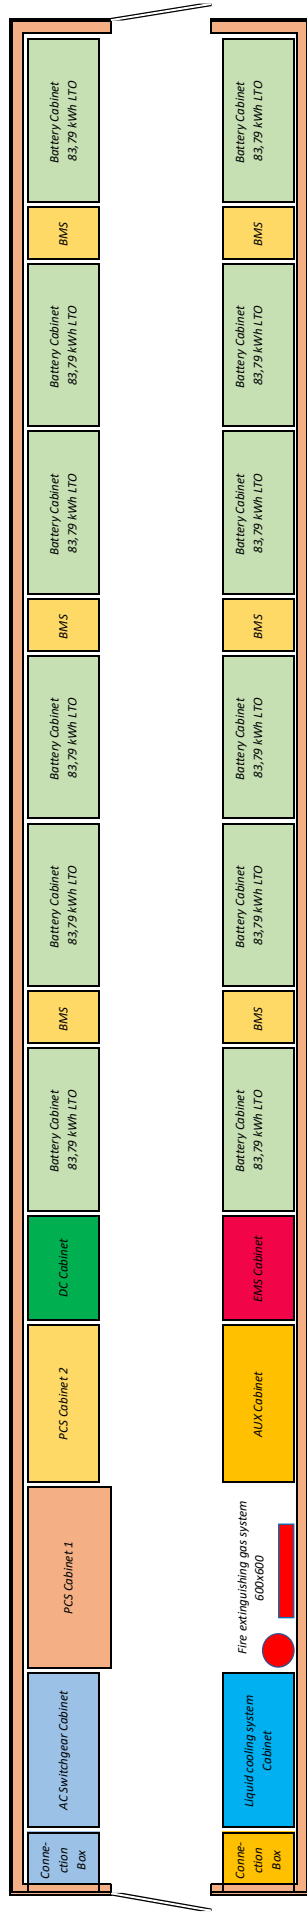 Battery Cabinet
83,79 kWh LTO
BMS
Battery Cabinet
83,79 kWh LTO
Battery Cabinet
83,79 kWh LTO
BMS
Battery Cabinet
83,79 kWh LTO
Battery Cabinet
83,79 kWh LTO
BMS
Battery Cabinet
83,79 kWh LTO
DC Cabinet
PCS Cabinet 2
PCS Cabinet 1
AC Switchgear Cabinet
Conne-
ction
Box
Battery Cabinet
83,79 kWh LTO
BMS
Battery Cabinet
83,79 kWh LTO
Battery Cabinet
83,79 kWh LTO
BMS
Battery Cabinet
83,79 kWh LTO
Battery Cabinet
83,79 kWh LTO
BMS
Battery Cabinet
83,79 kWh LTO
EMS Cabinet
AUX Cabinet
Fire extinguishing gas system
600x600
Liquid cooling system
Cabinet
Conne-
ction
Box